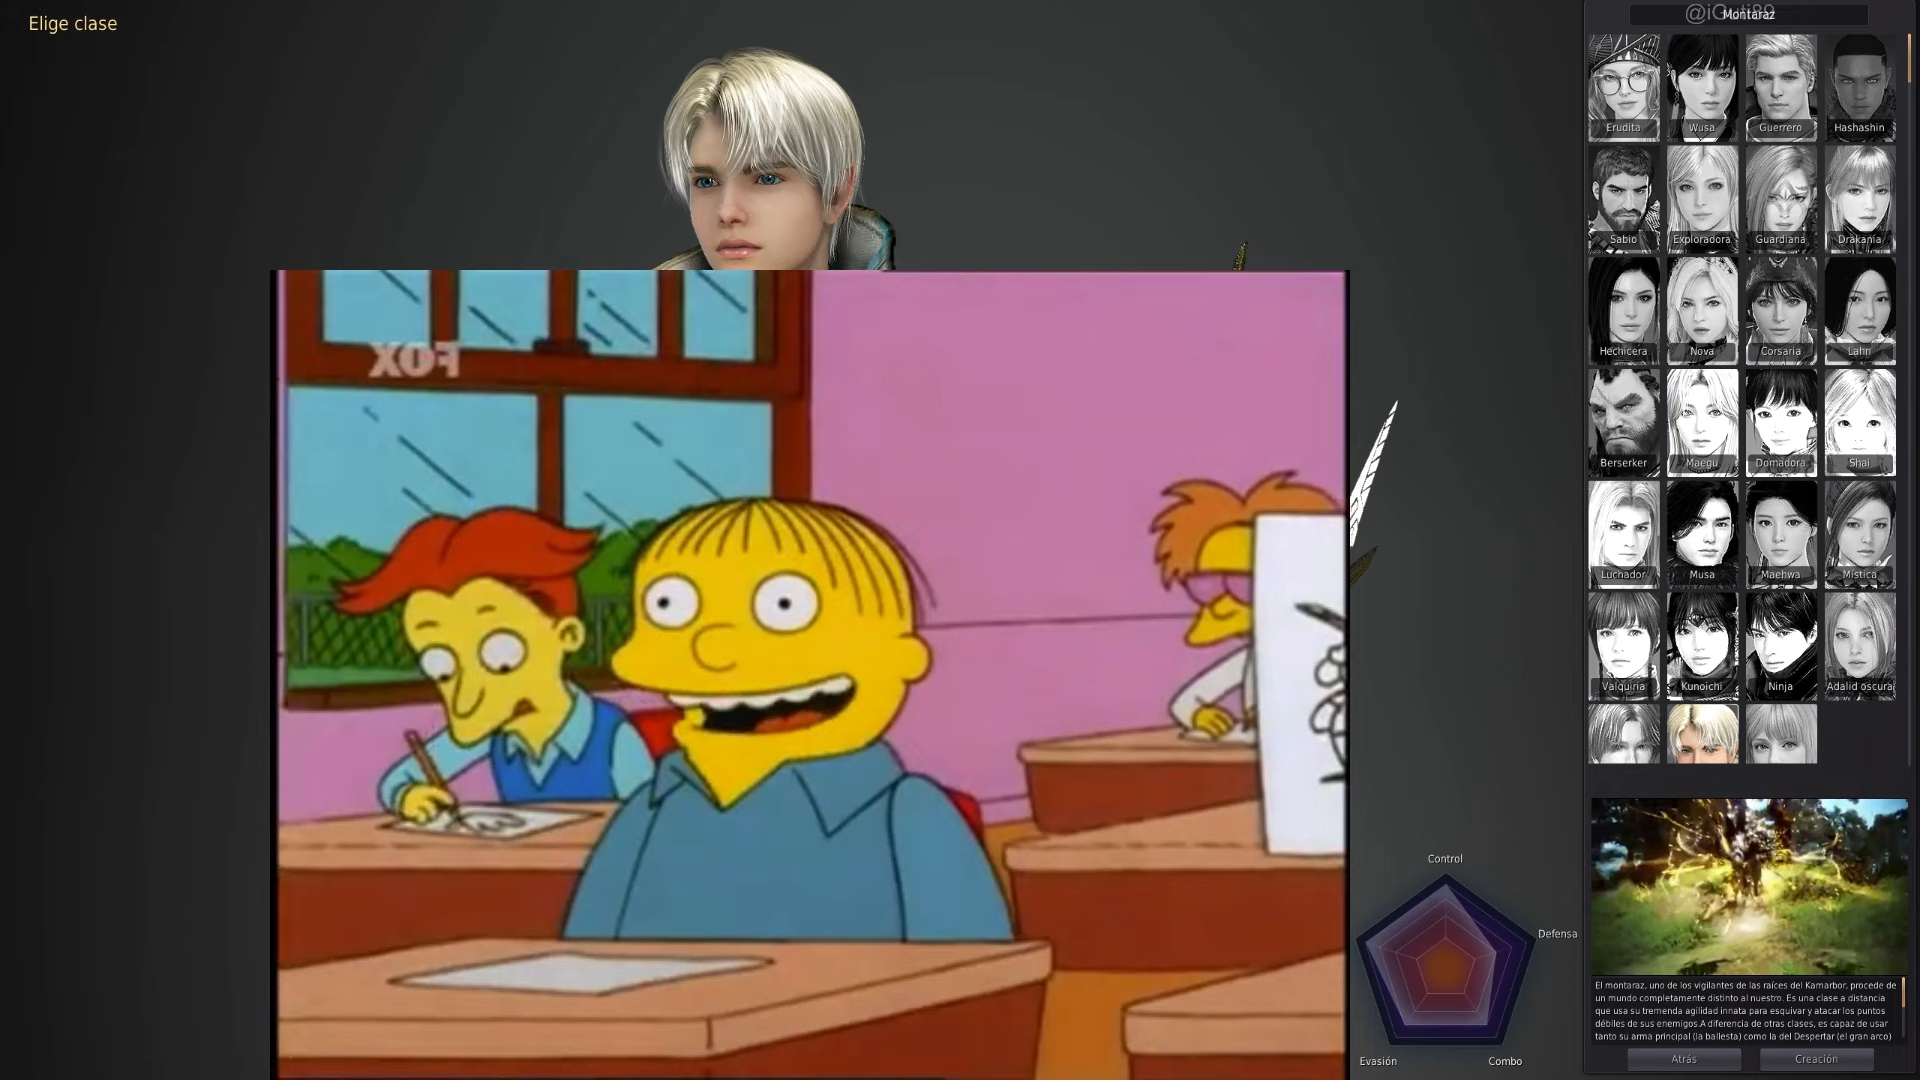 Elige clase
Montaraz
Erudita
Wusa
Guerrero
Hashashin
Sabio
Exploradora
Guardiana
Drakania
Hechicera
Nova
Corsaria
Lahn
Berserker
Maegu
Domadora
Shai
Luchador
Musa
Maehwa
Mística
Valquiria
Kunoichi
Ninja
Adalid oscura
FOX
Control
Defensa
Evasión
Combo
El montaraz, uno de los vigilantes de las raíces del Kamarbor, procede de
un mundo completamente distinto al nuestro. Es una clase a distancia
que usa su tremenda agilidad innata para esquivar y atacar los puntos
débiles de sus enemigos.A diferencia de otras clases, es capaz de usar
tanto su arma principal (la ballesta) como la del Despertar (el gran arco)
Atrás
Creación